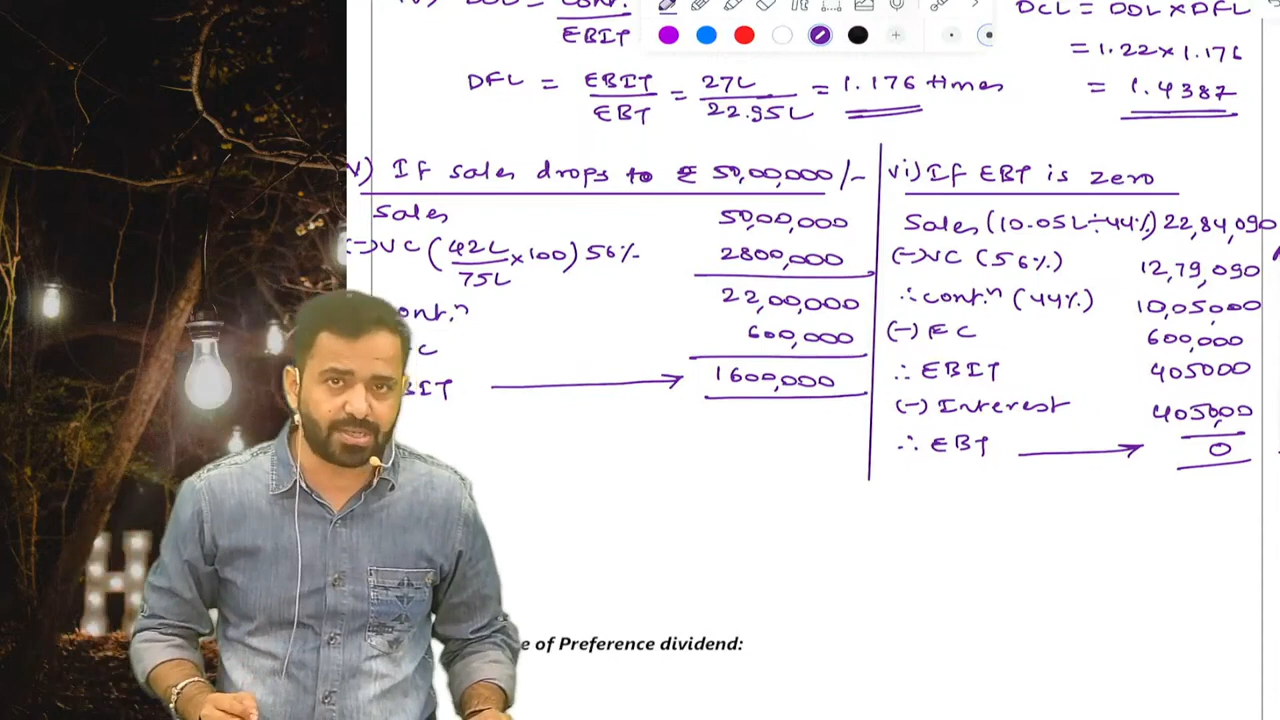 EBIT
DCL = DOL x DFL
= 1.22 x 1.176
= 1.4387
DFL = EBIT / EBT = 27L / 22.95L = 1.176 times
v) If sales drops to ₹ 50,00,000/-
Sales 50,00,000
(-) VC (42L / 75L x 100) 56% 2800,000
ont.n 22,00,000
C 600,000
BIT → 1600,000
vi) If EBT is zero
Sales (10.05L ÷ 44%) 22,84,090
(-) VC (56%) 12,79,090
∴ cont.n (44%) 10,05,000
(-) FC 600,000
∴ EBIT 405000
(-) Interest 405,000
∴ EBT → 0
e of Preference dividend: